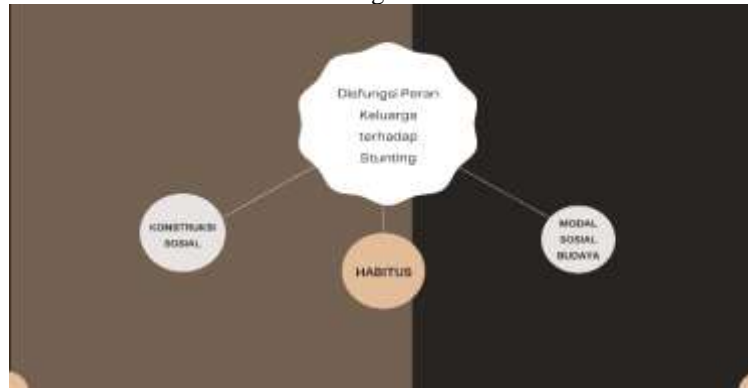 Disfungsi Peran
Keluarga
terhadap
Stunting
KONSTRUKSI
SOSIAL
HABITUS
MODAL
SOSIAL
BUDAYA